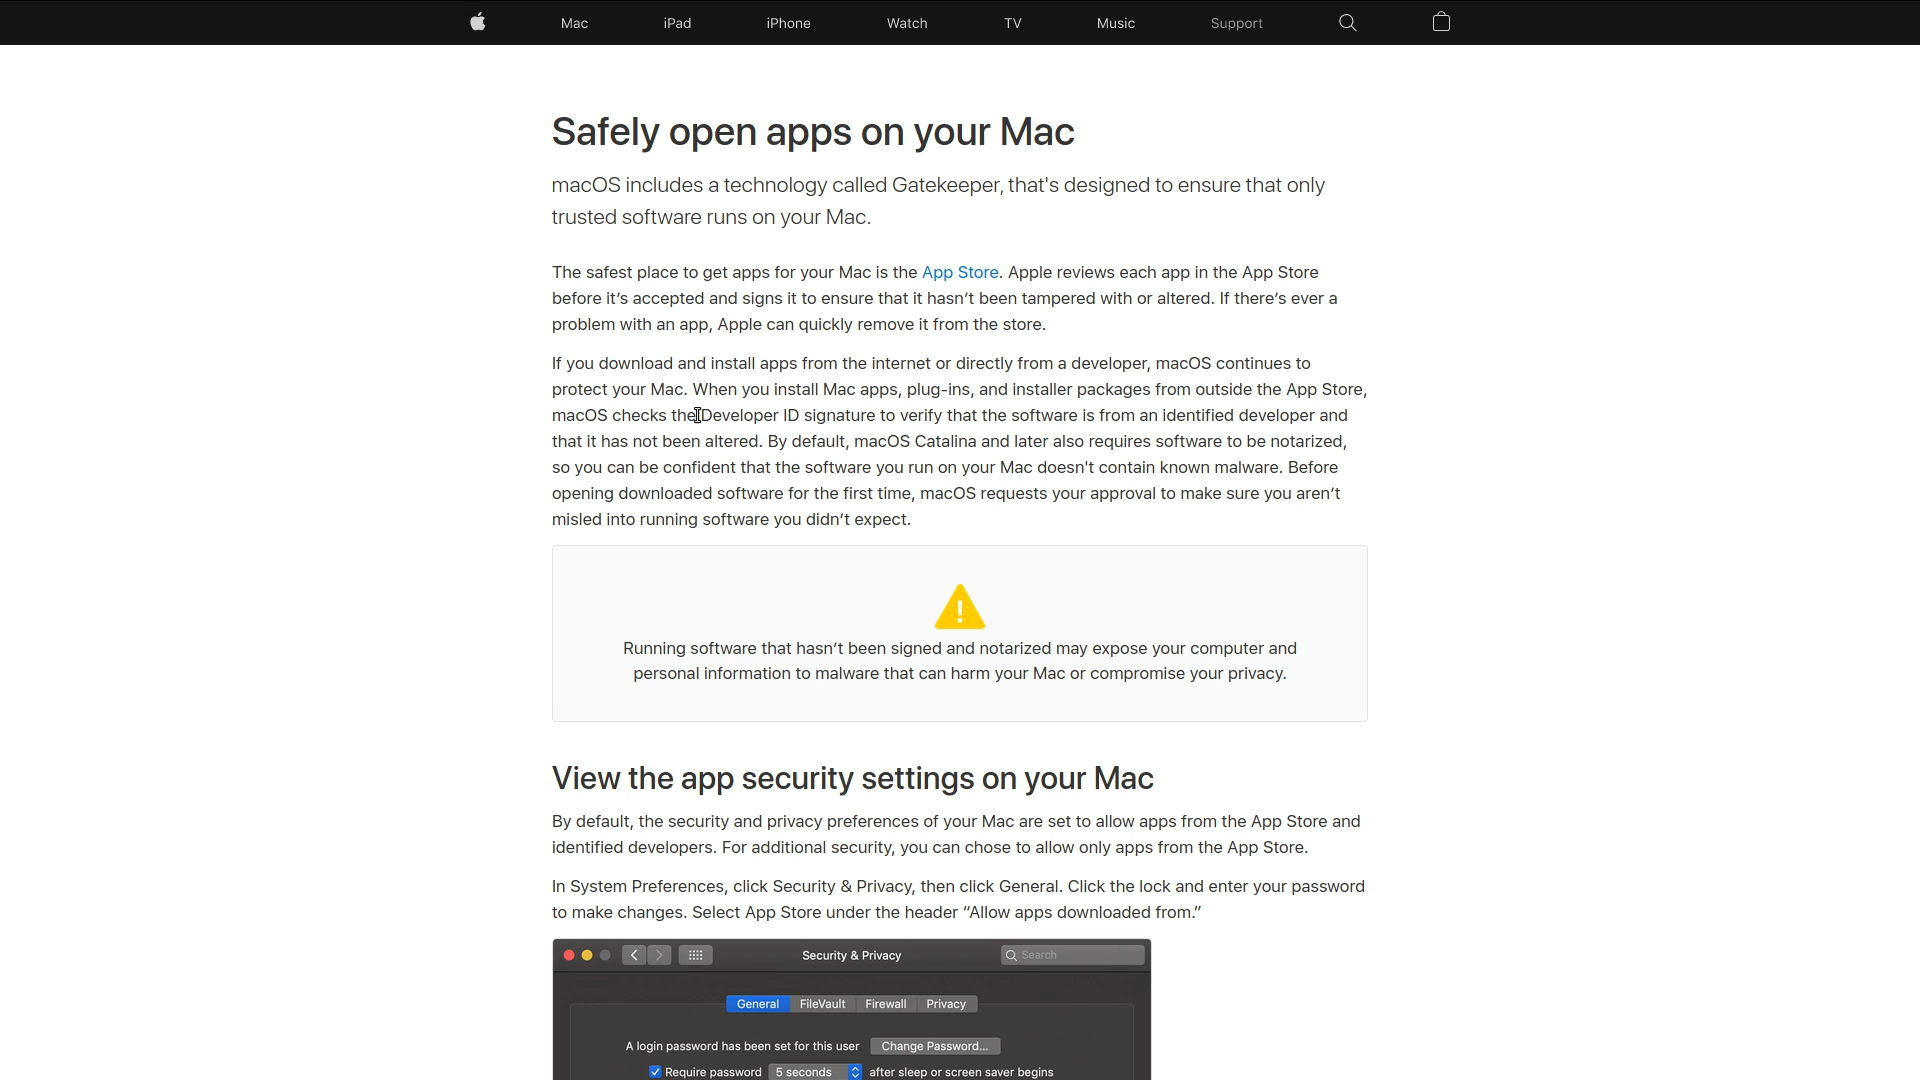 Mac iPad iPhone Watch TV Music Support
Safely open apps on your Mac
macOS includes a technology called Gatekeeper, that's designed to ensure that only
trusted software runs on your Mac.
The safest place to get apps for your Mac is the App Store. Apple reviews each app in the App Store
before it’s accepted and signs it to ensure that it hasn’t been tampered with or altered. If there’s ever a
problem with an app, Apple can quickly remove it from the store.
If you download and install apps from the internet or directly from a developer, macOS continues to
protect your Mac. When you install Mac apps, plug-ins, and installer packages from outside the App Store,
macOS checks the Developer ID signature to verify that the software is from an identified developer and
that it has not been altered. By default, macOS Catalina and later also requires software to be notarized,
so you can be confident that the software you run on your Mac doesn't contain known malware. Before
opening downloaded software for the first time, macOS requests your approval to make sure you aren’t
misled into running software you didn’t expect.
Running software that hasn’t been signed and notarized may expose your computer and
personal information to malware that can harm your Mac or compromise your privacy.
View the app security settings on your Mac
By default, the security and privacy preferences of your Mac are set to allow apps from the App Store and
identified developers. For additional security, you can chose to allow only apps from the App Store.
In System Preferences, click Security & Privacy, then click General. Click the lock and enter your password
to make changes. Select App Store under the header “Allow apps downloaded from.”
Security & Privacy Search
General FileVault Firewall Privacy
A login password has been set for this user Change Password...
Require password 5 seconds after sleep or screen saver begins